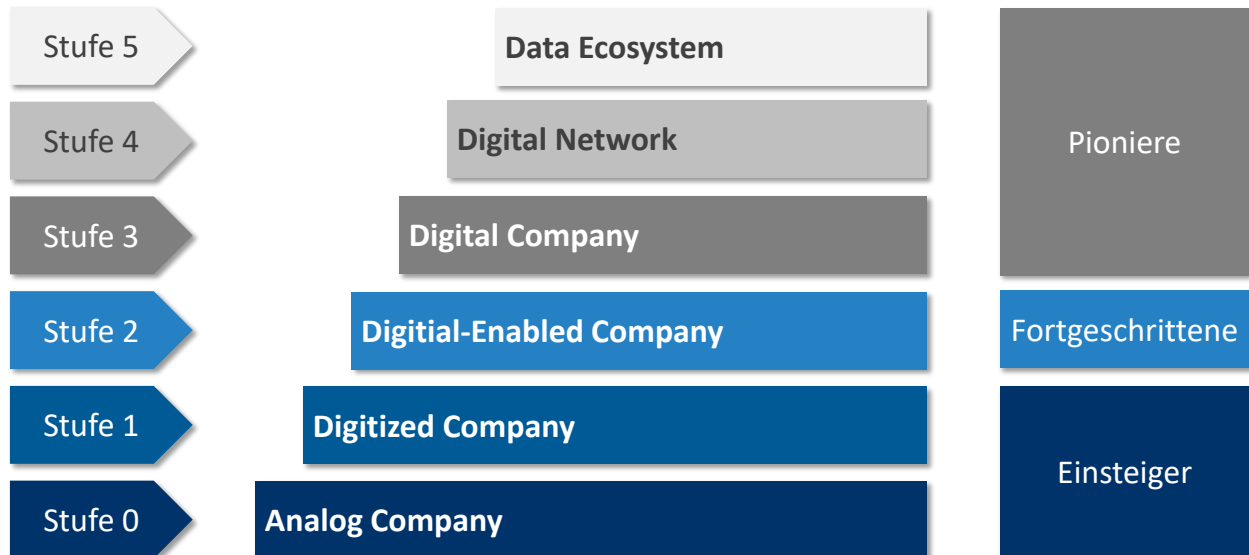 Stufe 5
Data Ecosystem
Stufe 4
Digital Network
Pioniere
Stufe 3
Digital Company
Stufe 2
Digitial-Enabled Company
Fortgeschrittene
Stufe 1
Digitized Company
Einsteiger
Stufe 0
Analog Company